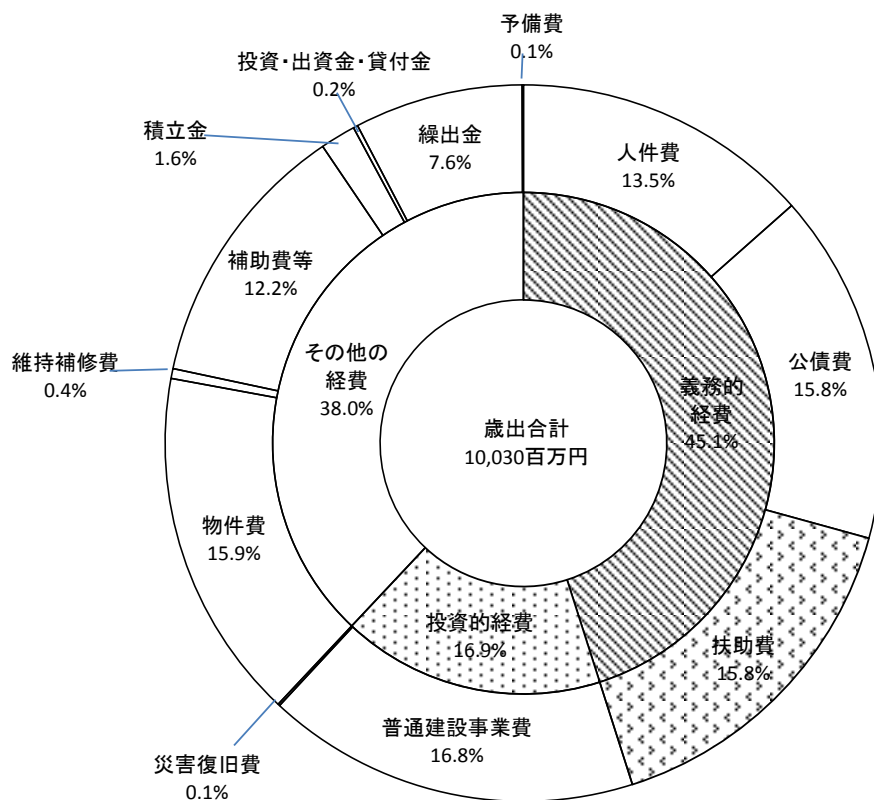 予備費
0.1%
投資・出資金・貸付金
0.2%
積立金
1.6%
繰出金
7.6%
人件費
13.5%
補助費等
12.2%
維持補修費
0.4%
その他の
経費
38.0%
公債費
15.8%
義務的
経費
45.1%
歳出合計
10,030百万円
物件費
15.9%
投資的経費
16.9%
扶助費
15.8%
普通建設事業費
16.8%
災害復旧費
0.1%